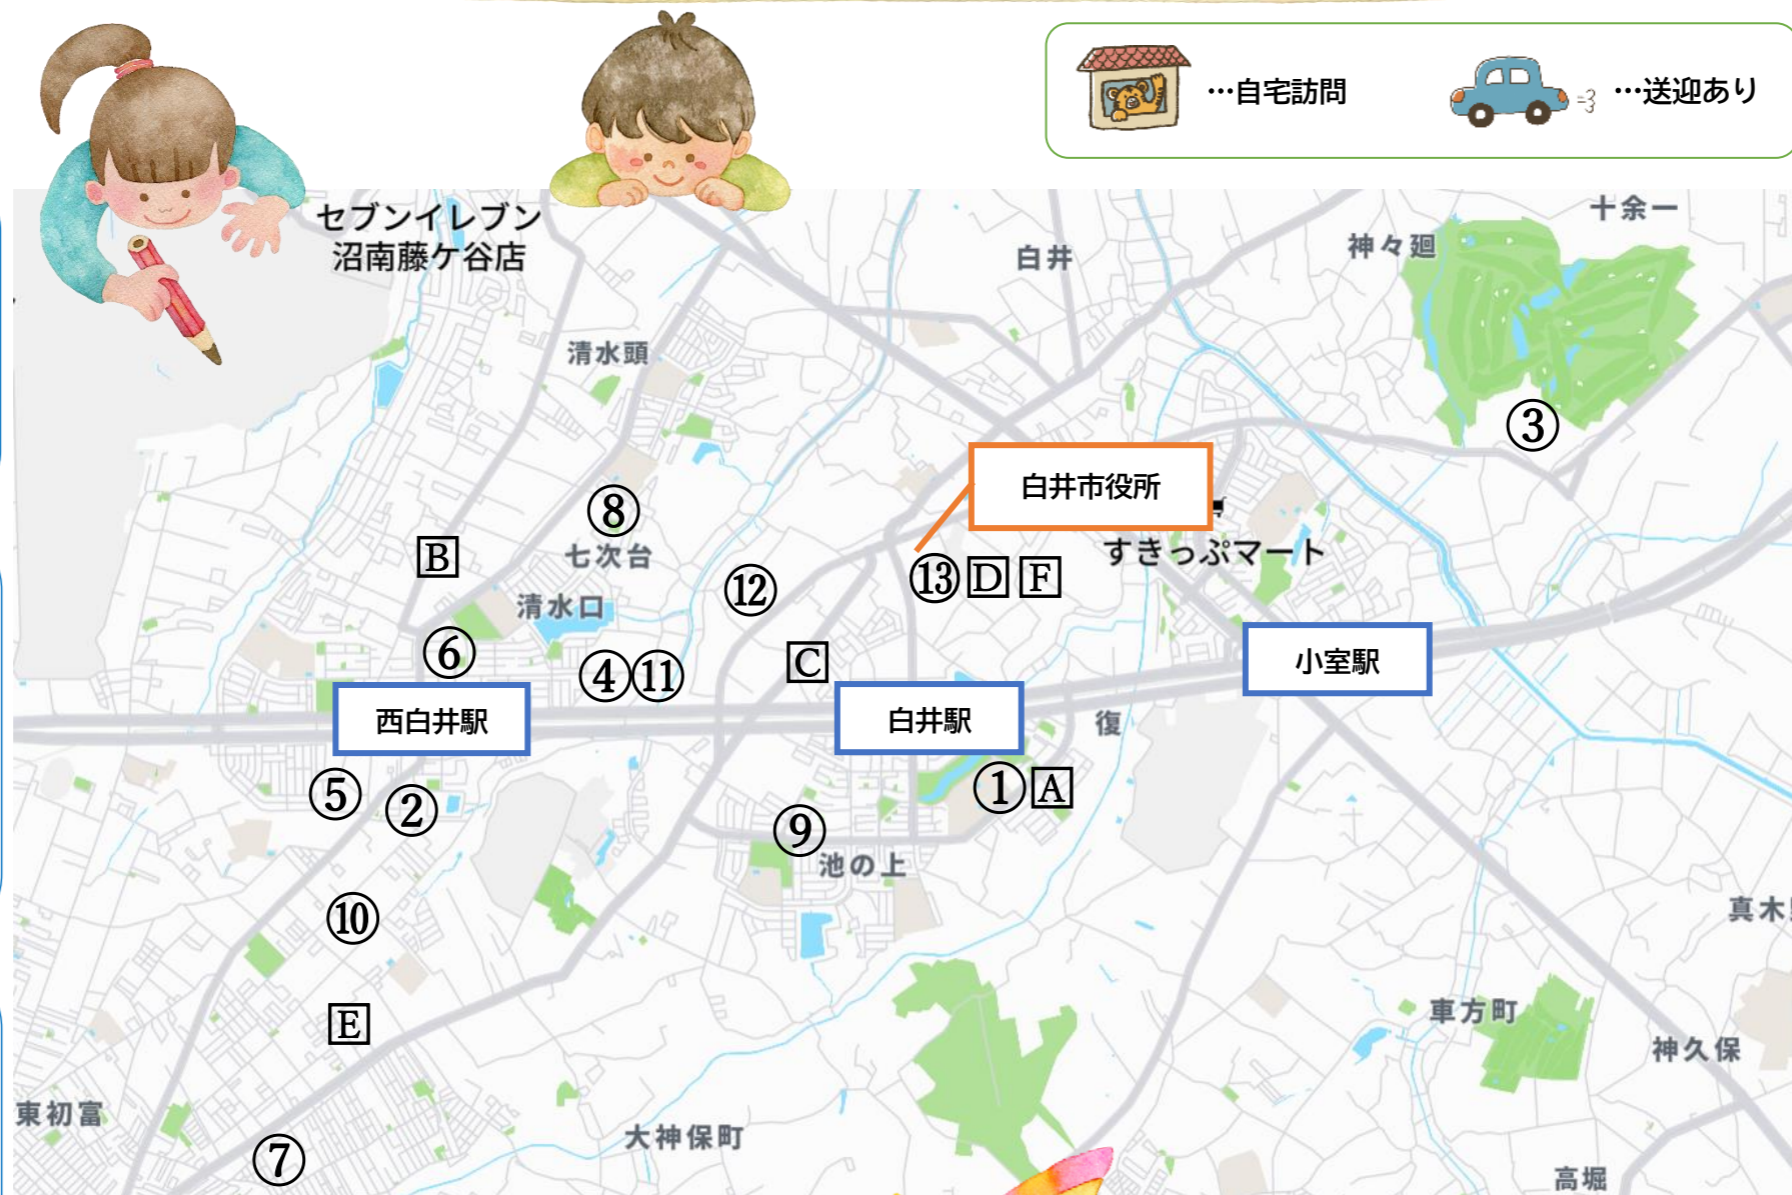 …自宅訪問
…送迎あり
セブンイレブン
沼南藤ケ谷店
白井
神々廻
十余一
清水頭
③
白井市役所
⑧
すきっぷマート
B
七次台
⑫
⑬ D F
清水口
⑥
④⑪
C
小室駅
西白井駅
白井駅
復
⑤
②
① A
⑨
池の上
⑩
真木
E
車方町
神久保
東初富
大神保町
⑦
高堀